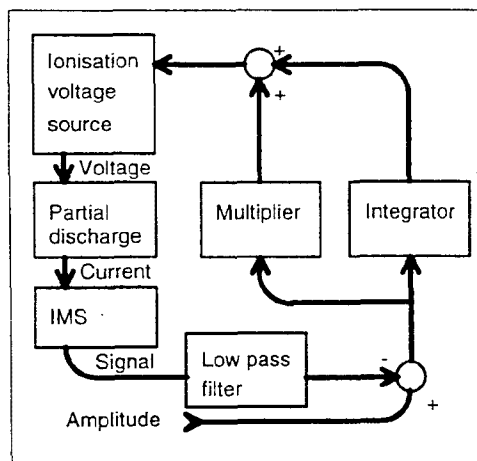 Ionisation
voltage
source
+
+
Voltage
Partial
discharge
Multiplier
Integrator
Current
IMS
Signal
Low pass
filter
-
+
Amplitude